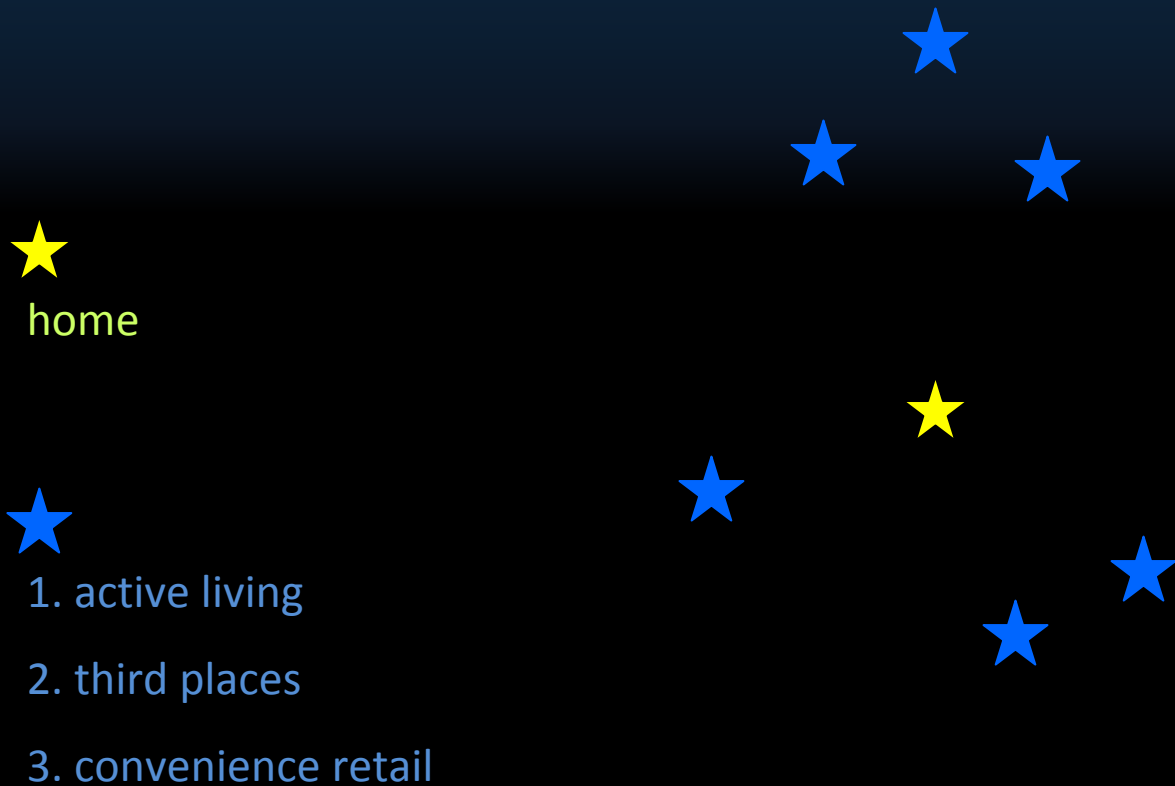 home
1. active living
2. third places
3. convenience retail